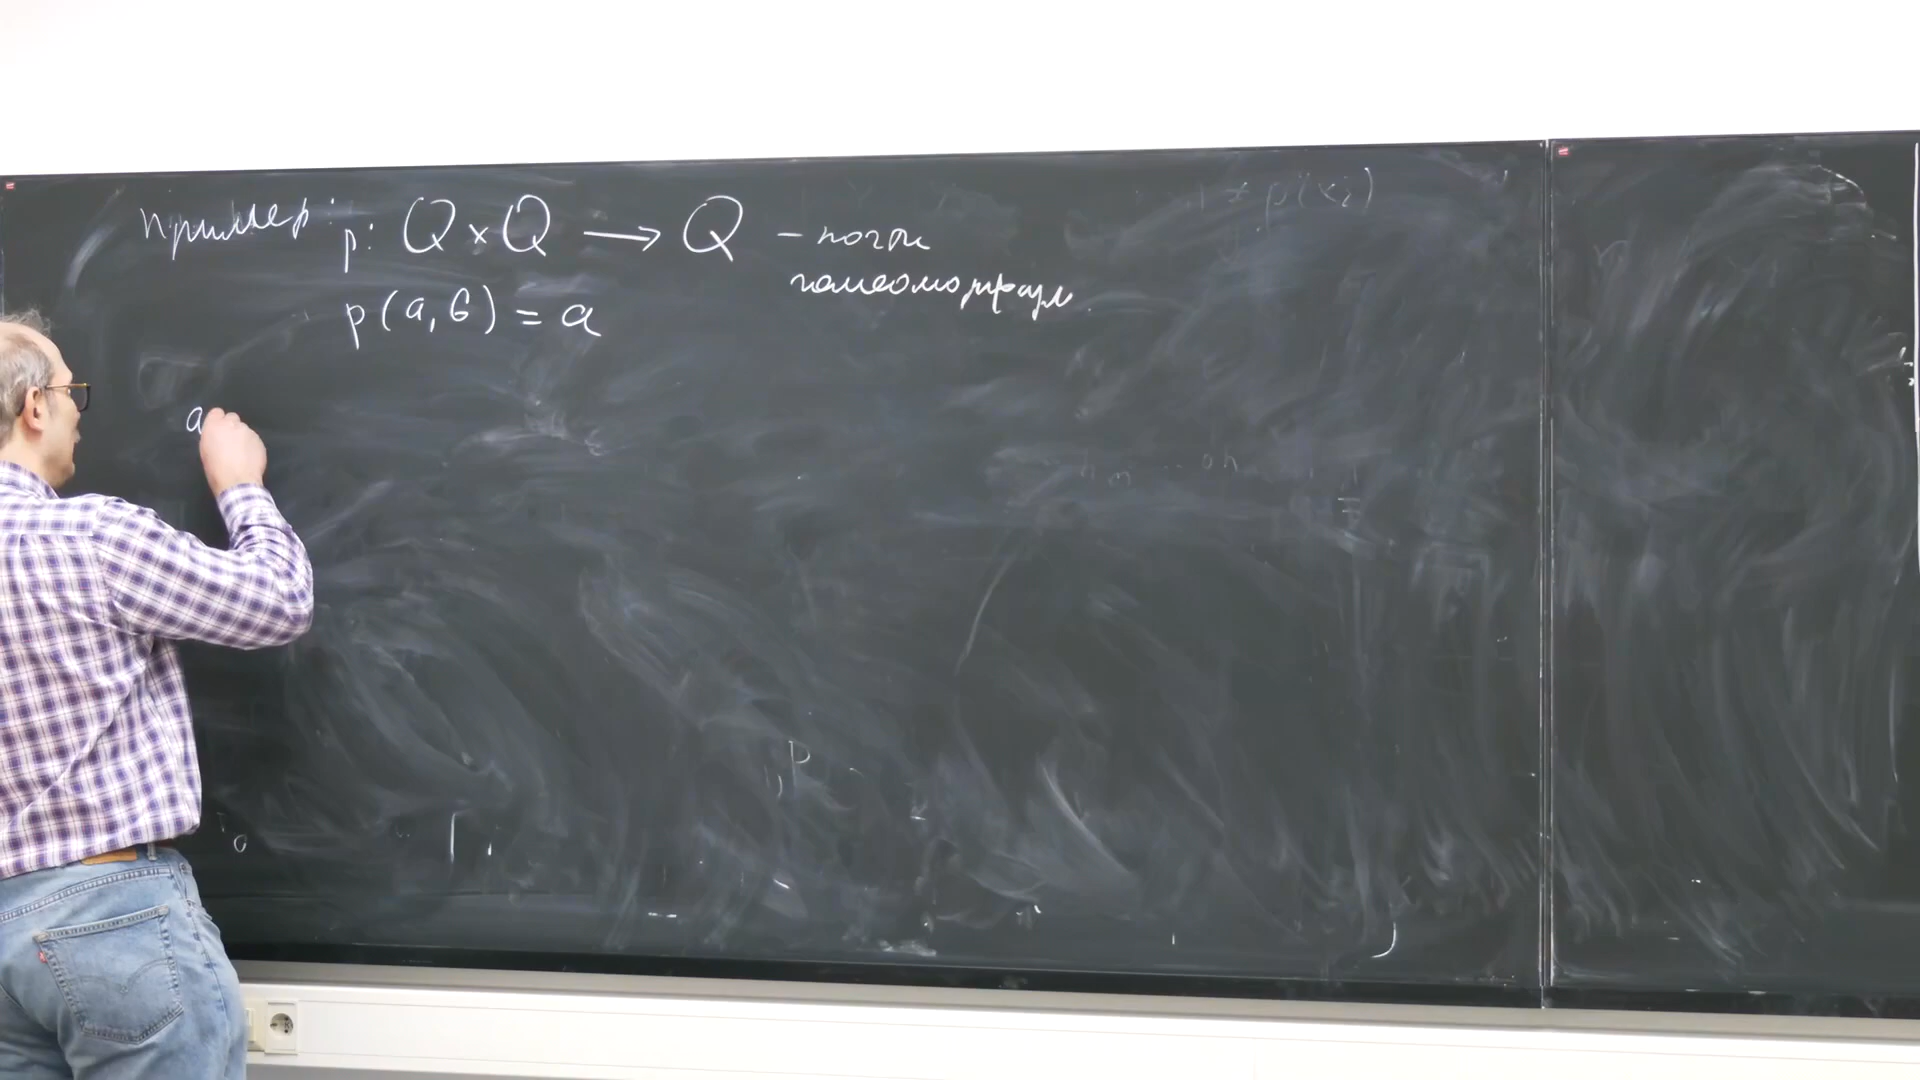 пример: p: Q × Q ⟶ Q – почти
гомеоморфизм
p(a, б) = a
a